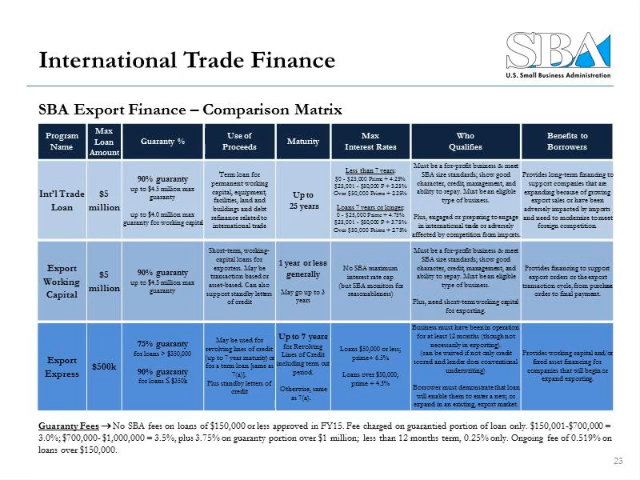 International Trade Finance
SBA
U.S. Small Business Administration
SBA Export Finance – Comparison Matrix
Program
Name
Max
Loan
Amount
Guaranty %
Use of
Proceeds
Maturity
Max
Interest Rates
Who
Qualifies
Benefits to
Borrowers
Int'l Trade
Loan
$5
million
90% guaranty
up to $4.5 million max
guaranty
up to $4.0 million max
guaranty for working capital
Term loan for
permanent working
capital, equipment,
facilities, land and
buildings and debt
refinance related to
international trade
Up to
25 years
Less than 7 years:
$0 - $25,000 Prime + 4.25%
$25,001 - $50,000 P + 3.25%
Over $50,000 Prime + 2.25%
Loans 7 years or longer:
0 - $25,000 Prime + 4.75%
$25,001 - $50,000 P + 3.75%
Over $50,000 Prime + 2.75%
Must be a for-profit business & meet
SBA size standards; show good
character, credit, management, and
ability to repay. Must be an eligible
type of business.
Plus, engaged or preparing to engage
in international trade or adversely
affected by competition from imports.
Provides long-term financing to
support companies that are
expanding because of growing
export sales or have been
adversely impacted by imports
and need to modernize to meet
foreign competition.
Export
Working
Capital
$5
million
90% guaranty
up to $4.5 million max
guaranty
Short-term, working-
capital loans for
exporters. May be
transaction based or
asset-based. Can also
support standby letters
of credit
1 year or less
generally
May go up to 3
years
No SBA maximum
interest rate cap
(but SBA monitors for
reasonableness)
Must be a for-profit business & meet
SBA size standards; show good
character, credit, management, and
ability to repay. Must be an eligible
type of business.
Plus, need short-term working capital
for exporting.
Provides financing to support
export orders or the export
transaction cycle, from purchase
order to final payment.
Export
Express
$500k
75% guaranty
for loans > $350,000
90% guaranty
for loans ≤ $350k
May be used for
revolving lines of credit
(up to 7 year maturity) or
for a term loan (same as
7(a)).
Plus standby letters of
credit
Up to 7 years
for Revolving
Lines of Credit
including term out
period.
Otherwise, same
as 7(a).
Loans $50,000 or less;
prime+ 6.5%
Loans over $50,000;
prime + 4.5%
Business must have been in operation
for at least 12 months (though not
necessarily in exporting).
(can be waived if not only credit
scored and lender does conventional
underwriting)
Borrower must demonstrate that loan
will enable them to enter a new, or
expand in an existing, export market.
Provides working capital and/or
fixed asset financing for
companies that will begin or
expand exporting.
Guaranty Fees → No SBA fees on loans of $150,000 or less approved in FY15. Fee charged on guarantied portion of loan only. $150,001-$700,000 =
3.0%; $700,000-$1,000,000 = 3.5%, plus 3.75% on guaranty portion over $1 million; less than 12 months term, 0.25% only. Ongoing fee of 0.519% on
loans over $150,000.
23